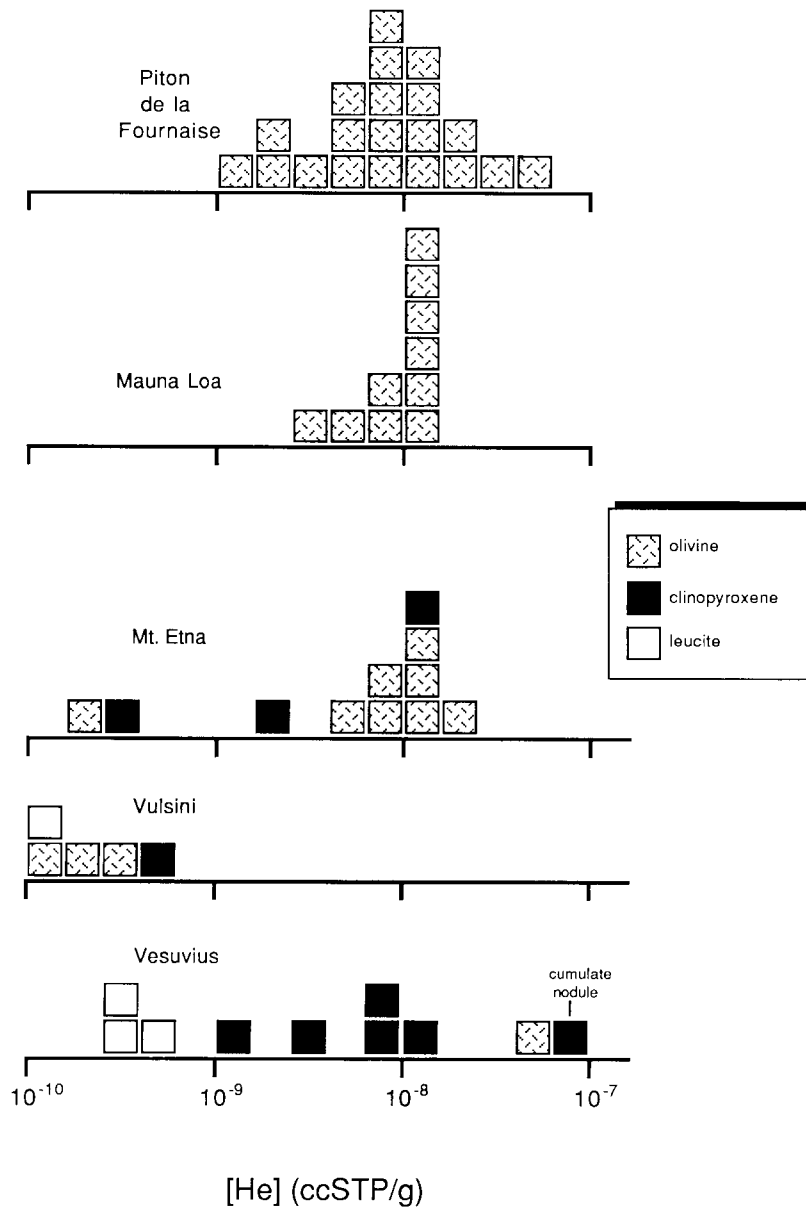 Piton
de la
Fournaise
Mauna Loa
Mt. Etna
olivine
clinopyroxene
leucite
Vulsini
Vesuvius
cumulate
nodule
10-10
10-9
10-8
10-7
[He] (ccSTP/g)